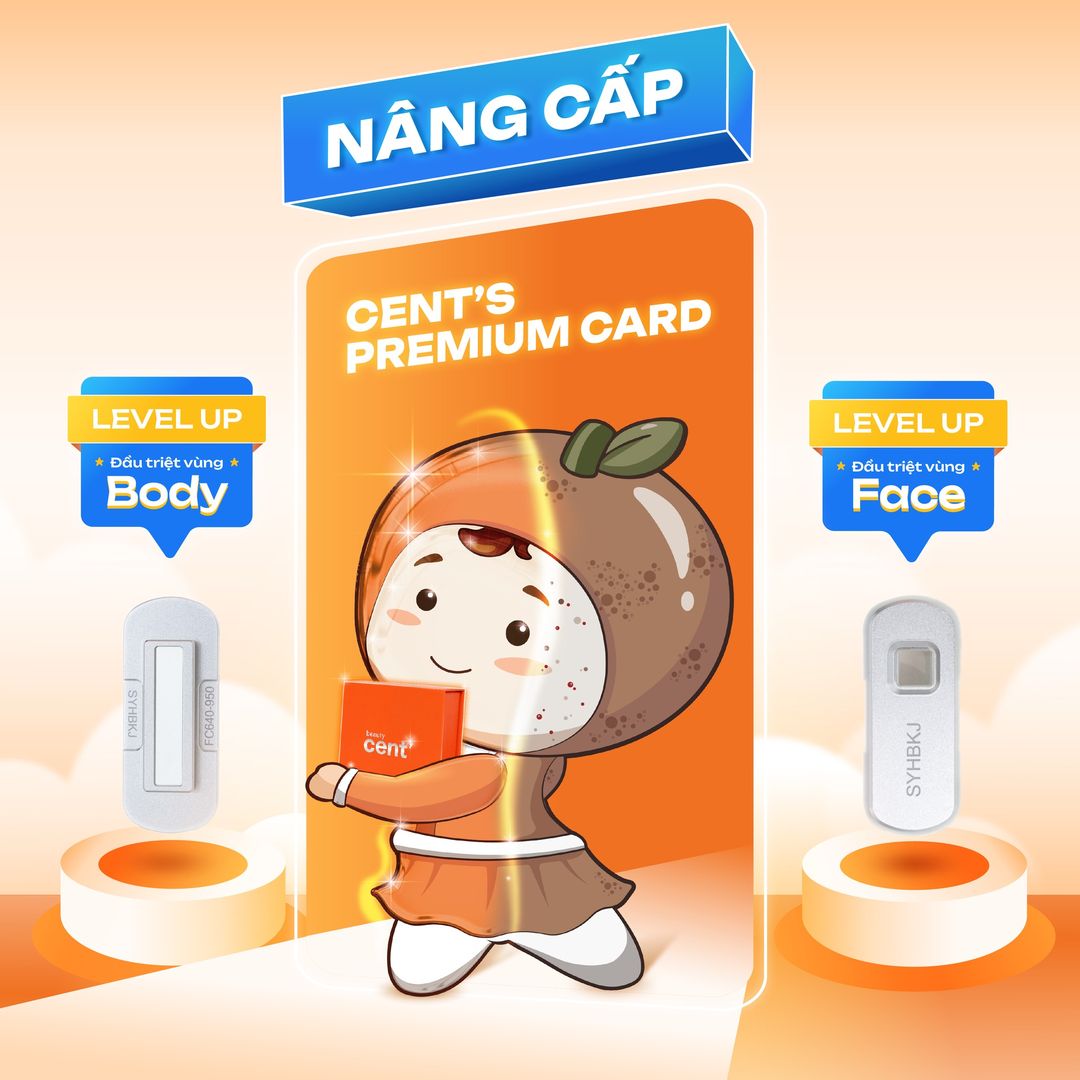 NÂNG CẤP
CENT'S
PREMIUM CARD
LEVEL UP
Đầu triệt vùng
Body
LEVEL UP
Đầu triệt vùng
Face
SYHBKJ
FC640-950
beauty
cent+
SYHBKJ